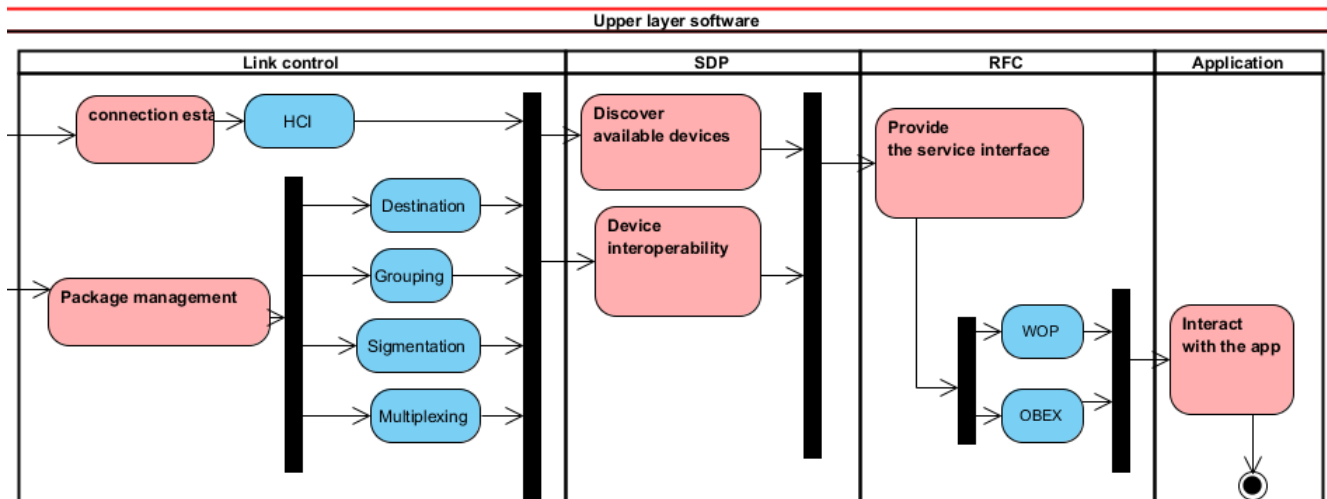 Upper layer software
Link control
SDP
RFC
Application
connection esta
HCI
Discover
available devices
Provide
the service interface
Destination
Device
interoperability
Grouping
Package management
Sigmentation
WOP
Interact
with the app
Multiplexing
OBEX